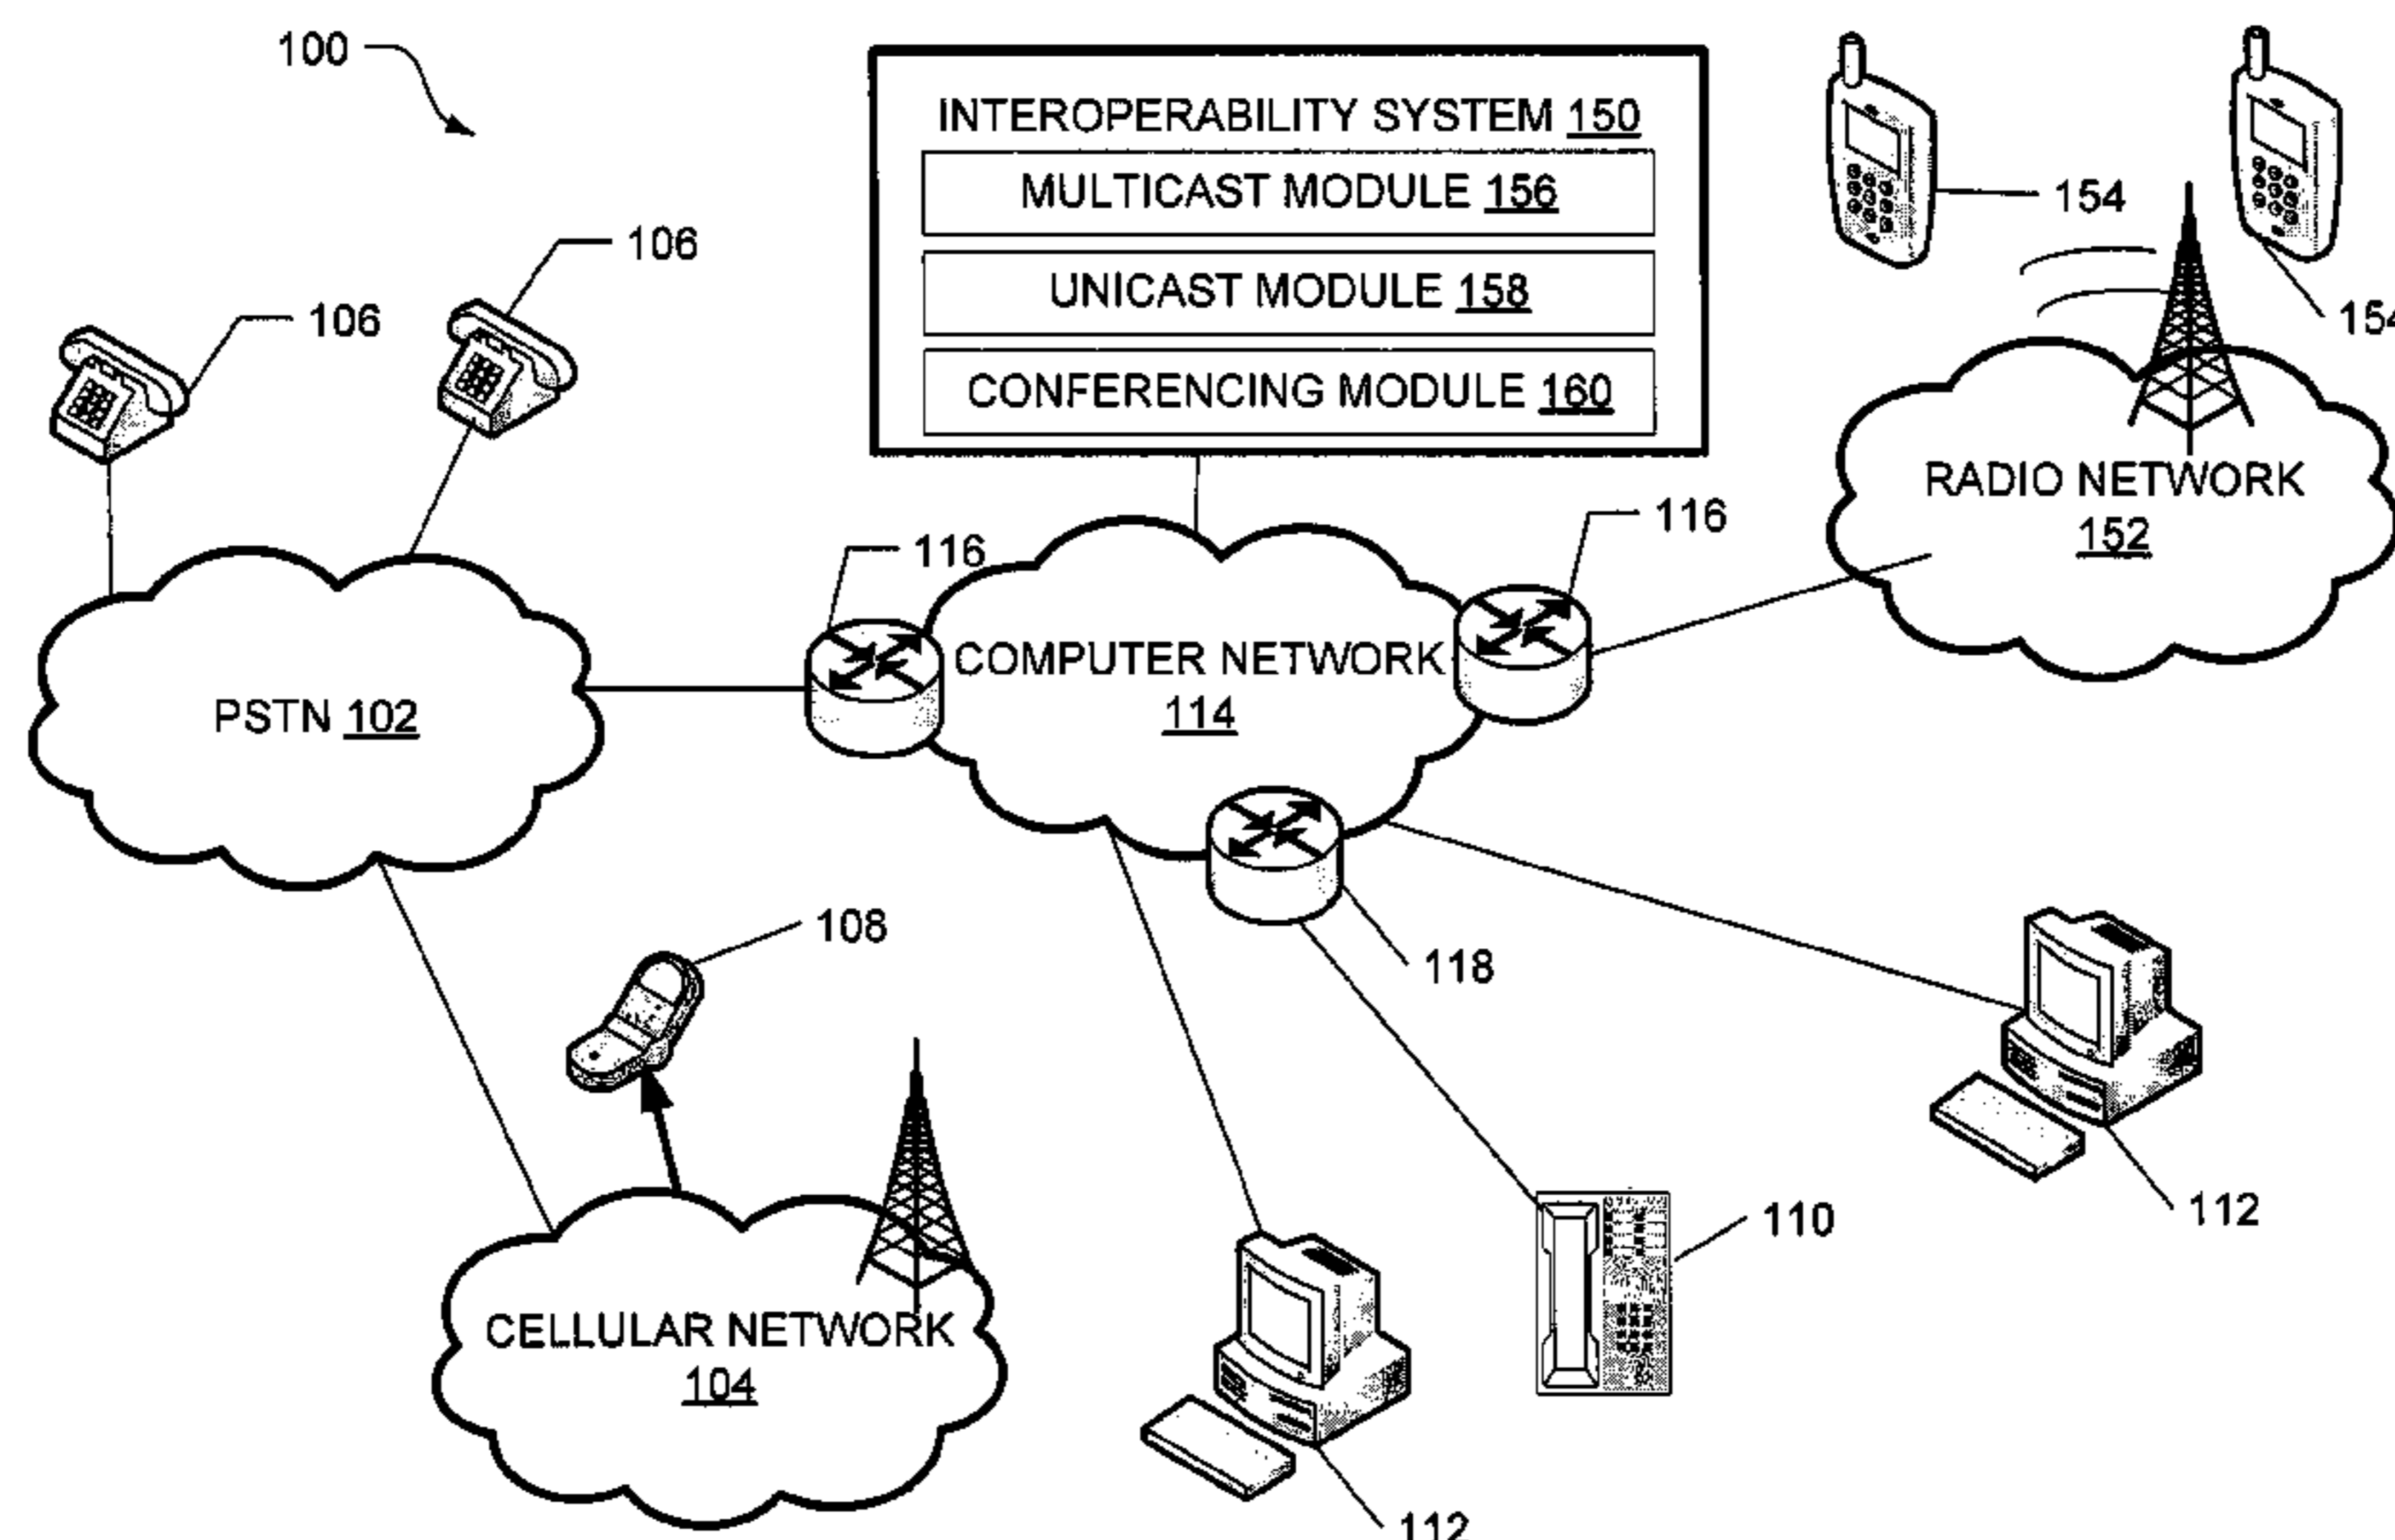 100
INTEROPERABILITY SYSTEM 150
MULTICAST MODULE 156
UNICAST MODULE 158
CONFERENCING MODULE 160
154
154
106
106
RADIO NETWORK
152
116
116
COMPUTER NETWORK
114
PSTN 102
108
118
112
110
CELLULAR NETWORK
104
112